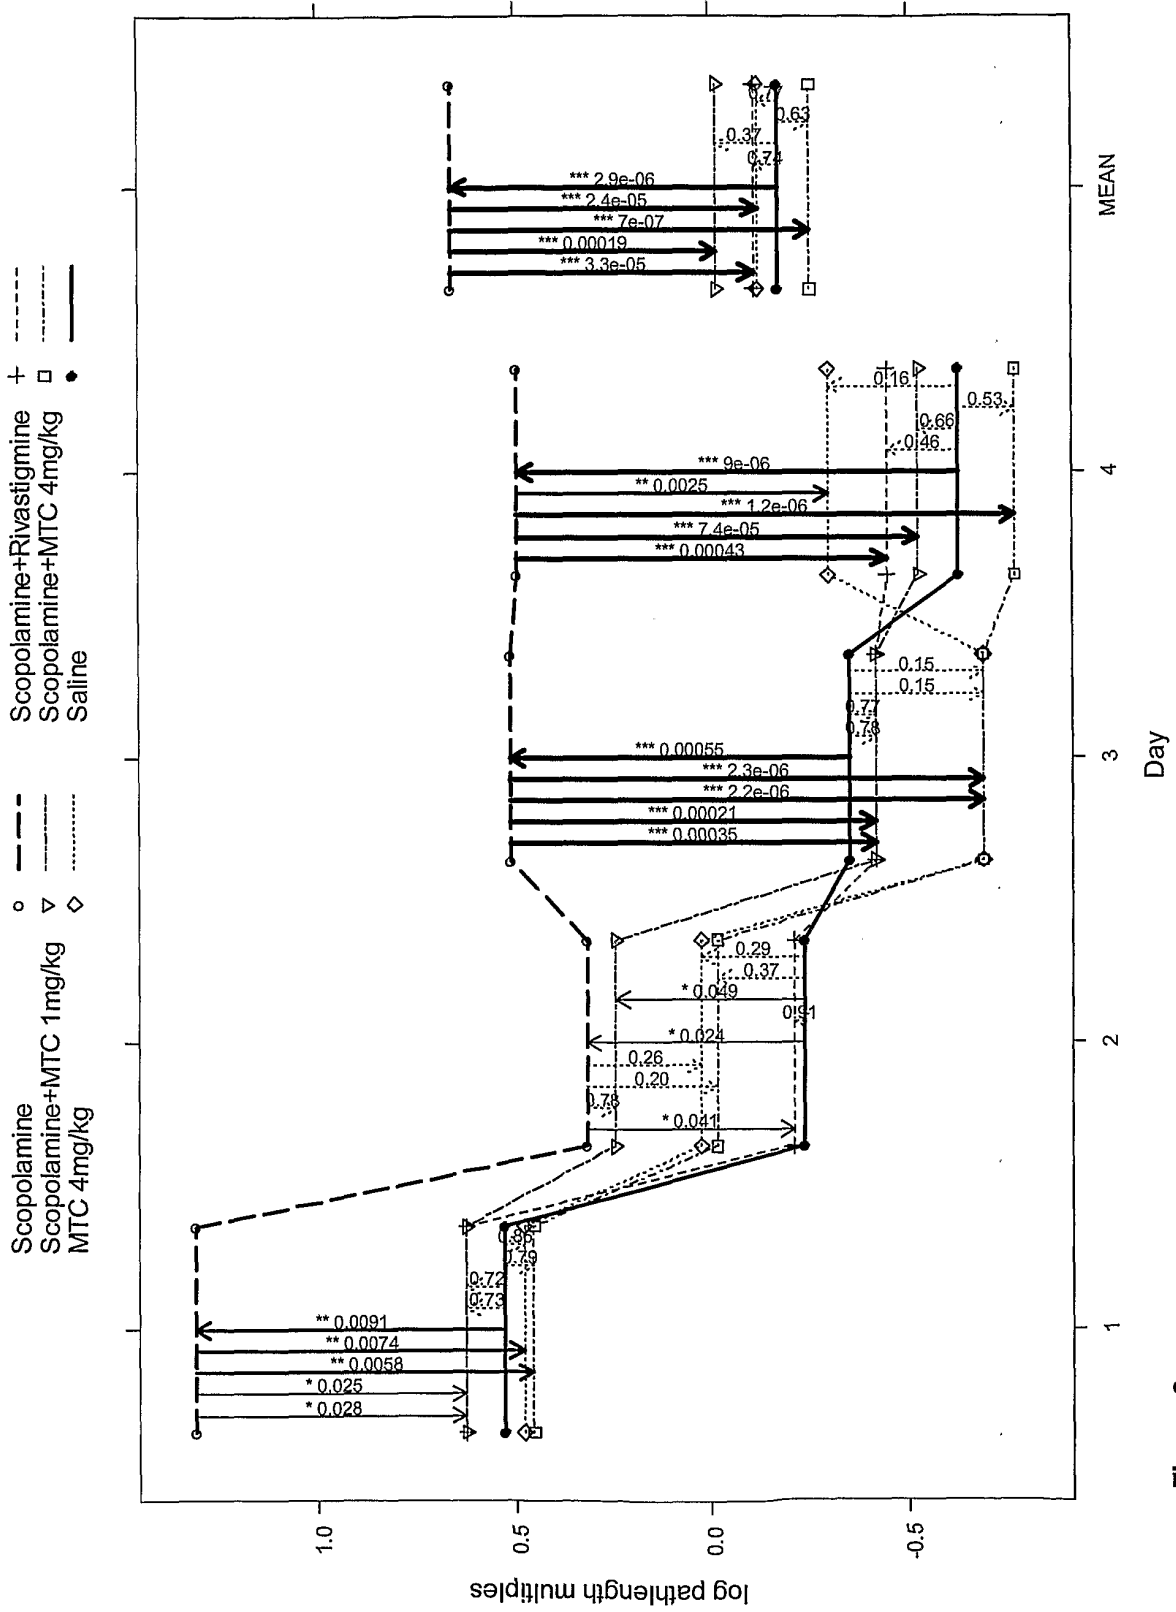 Scopolamine
Scopolamine+MTC 1mg/kg
MTC 4mg/kg
Scopolamine+Rivastigmine
Scopolamine+MTC 4mg/kg
Saline
log pathlength multiples
1.0
0.5
0.0
-0.5
* 0.028
* 0.025
** 0.0058
** 0.0074
** 0.0091
0.73
0.72
0.79
0.86
* 0.041
0.78
0.20
0.26
* 0.024
0.91
* 0.049
0.37
0.29
*** 0.00035
*** 0.00021
*** 2.2e-06
*** 2.3e-06
*** 0.00055
0.78
0.77
0.15
0.15
*** 0.00043
*** 7.4e-05
*** 1.2e-06
** 0.0025
*** 9e-06
0.46
0.66
0.53
0.16
*** 3.3e-05
*** 0.00019
*** 7e-07
*** 2.4e-05
*** 2.9e-06
0.74
0.37
0.63
0.77
1
2
3
4
MEAN
Day